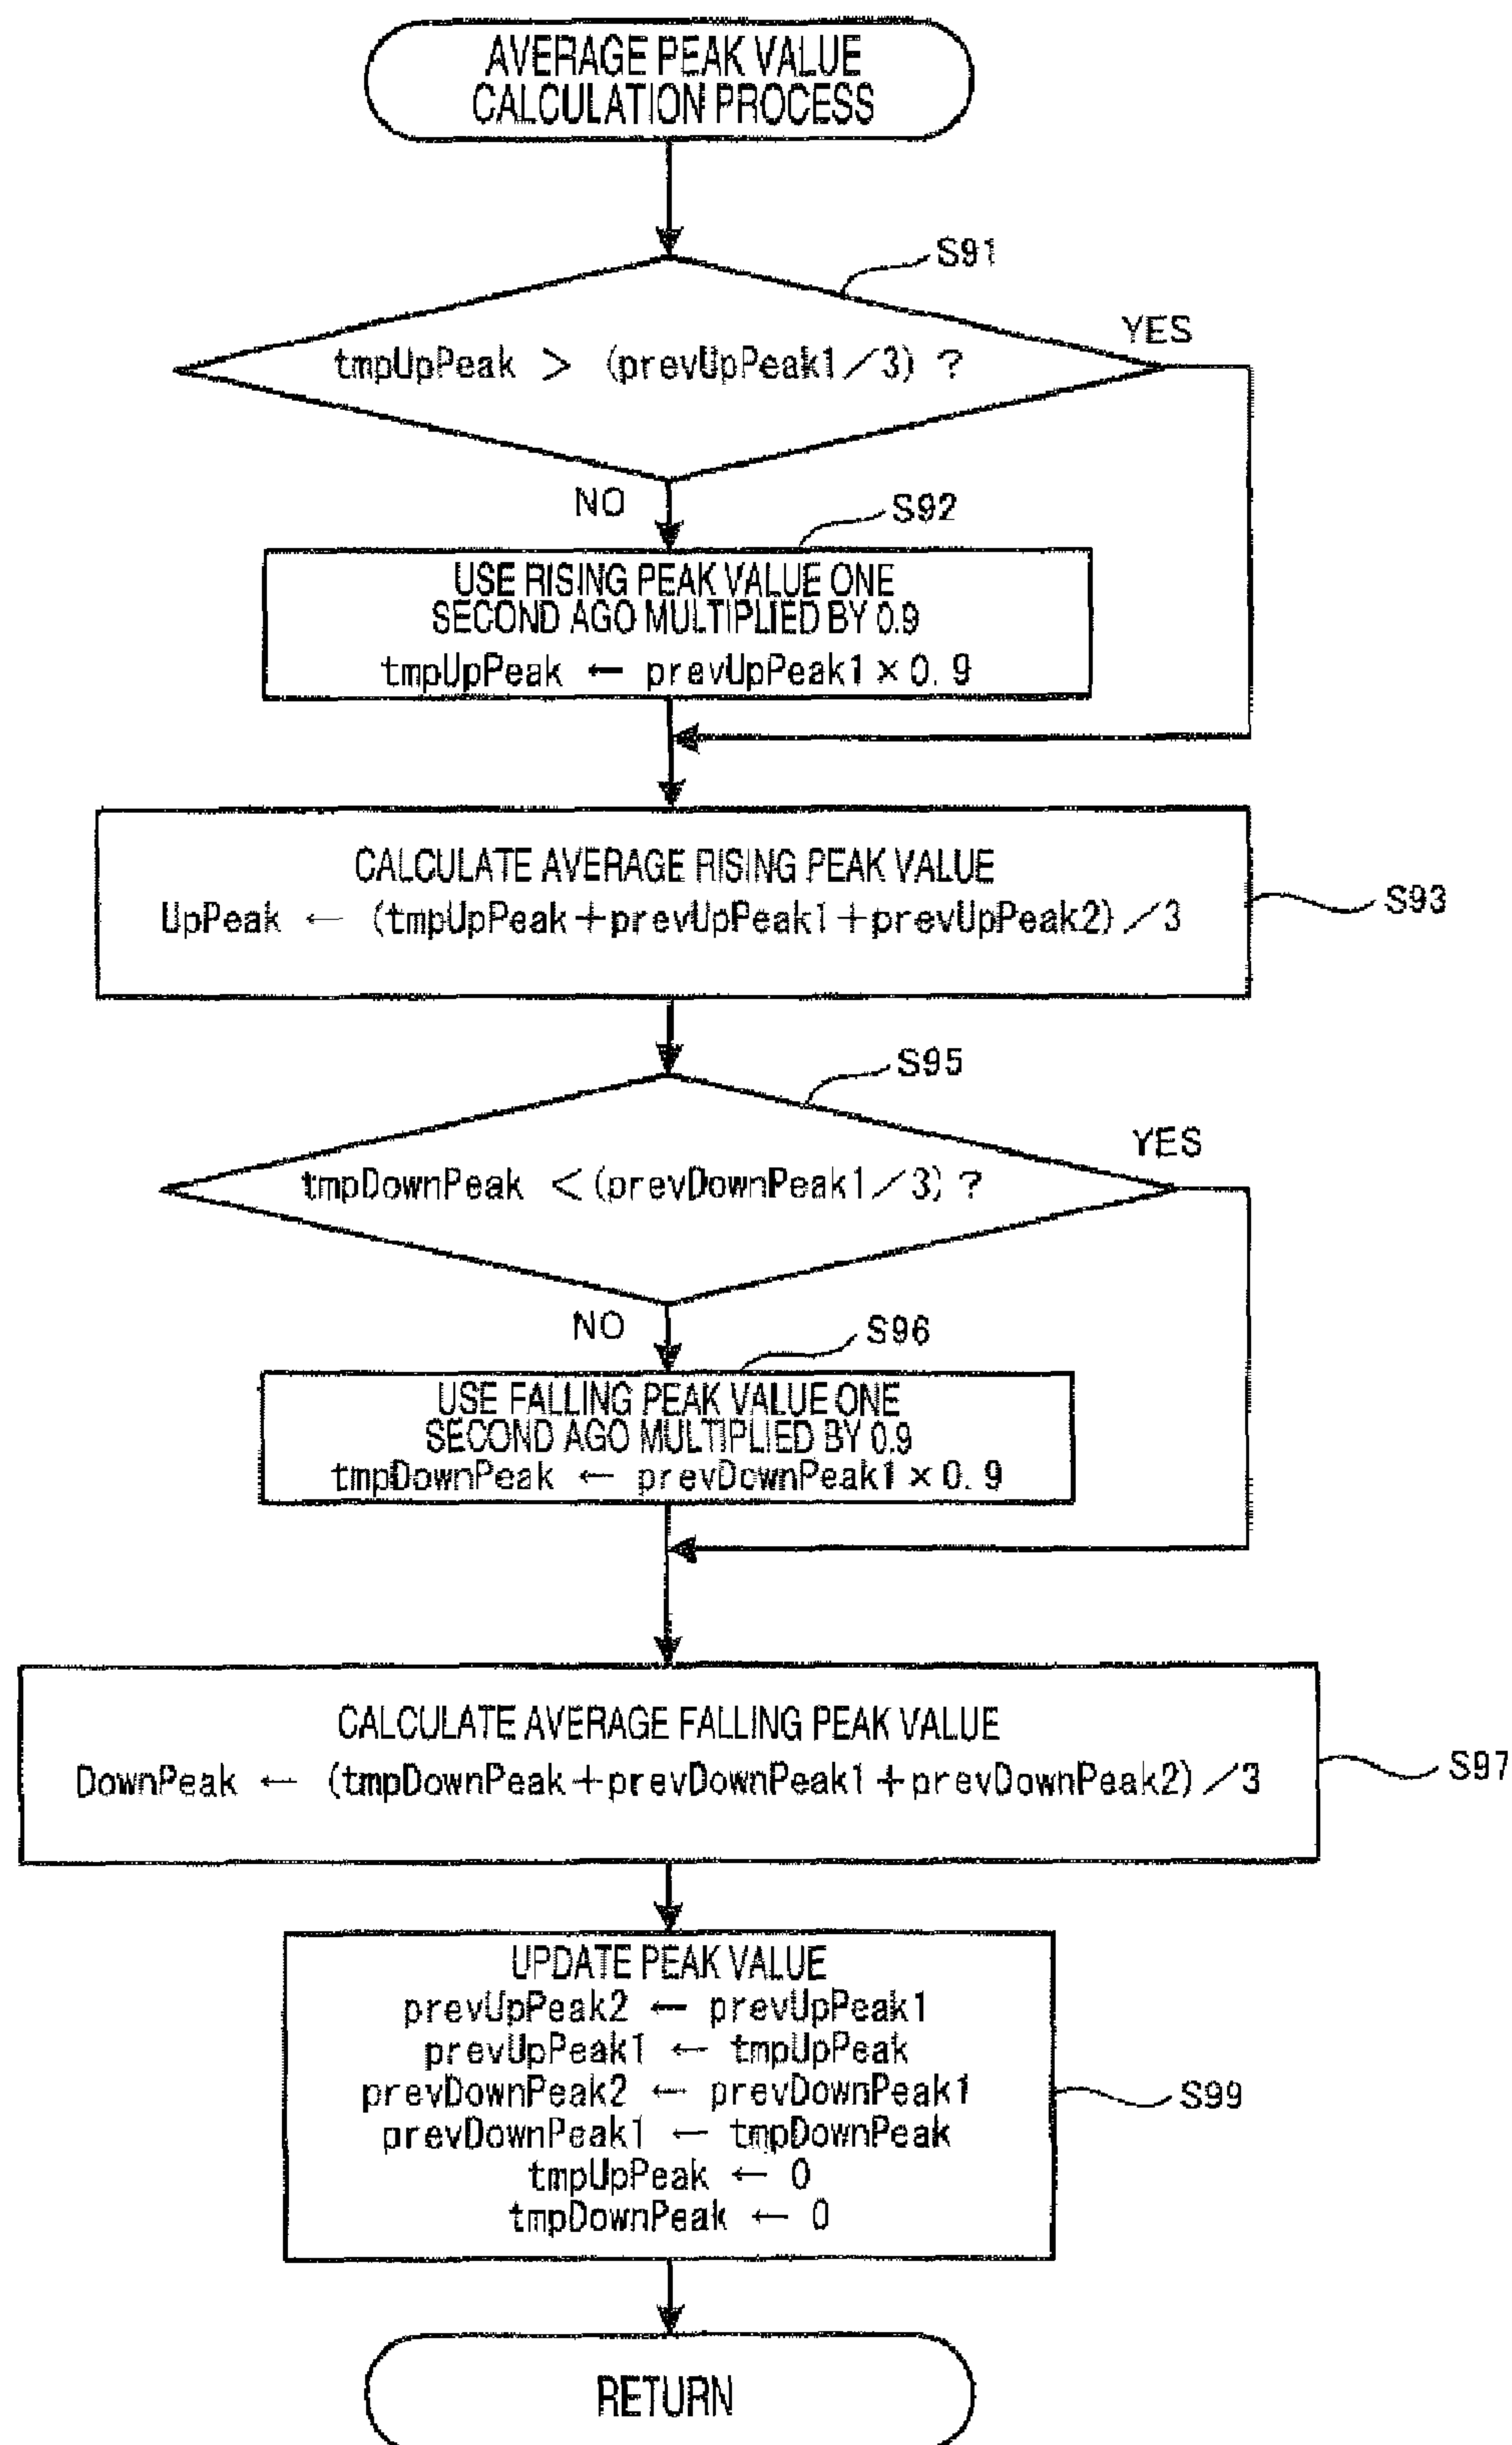 AVERAGE PEAK VALUE
CALCULATION PROCESS
S91
YES
tmpUpPeak > (prevUpPeak1/3) ?
NO
S92
USE RISING PEAK VALUE ONE
SECOND AGO MULTIPLIED BY 0.9
tmpUpPeak ← prevUpPeak1 × 0.9
CALCULATE AVERAGE RISING PEAK VALUE
UpPeak ← (tmpUpPeak+prevUpPeak1+prevUpPeak2)/3
S93
S95
YES
tmpDownPeak < (prevDownPeak1/3) ?
NO
S96
USE FALLING PEAK VALUE ONE
SECOND AGO MULTIPLIED BY 0.9
tmpDownPeak ← prevDownPeak1 × 0.9
CALCULATE AVERAGE FALLING PEAK VALUE
DownPeak ← (tmpDownPeak+prevDownPeak1+prevDownPeak2)/3
S97
UPDATE PEAK VALUE
prevUpPeak2 ← prevUpPeak1
prevUpPeak1 ← tmpUpPeak
prevDownPeak2 ← prevDownPeak1
prevDownPeak1 ← tmpDownPeak
tmpUpPeak ← 0
tmpDownPeak ← 0
S99
RETURN